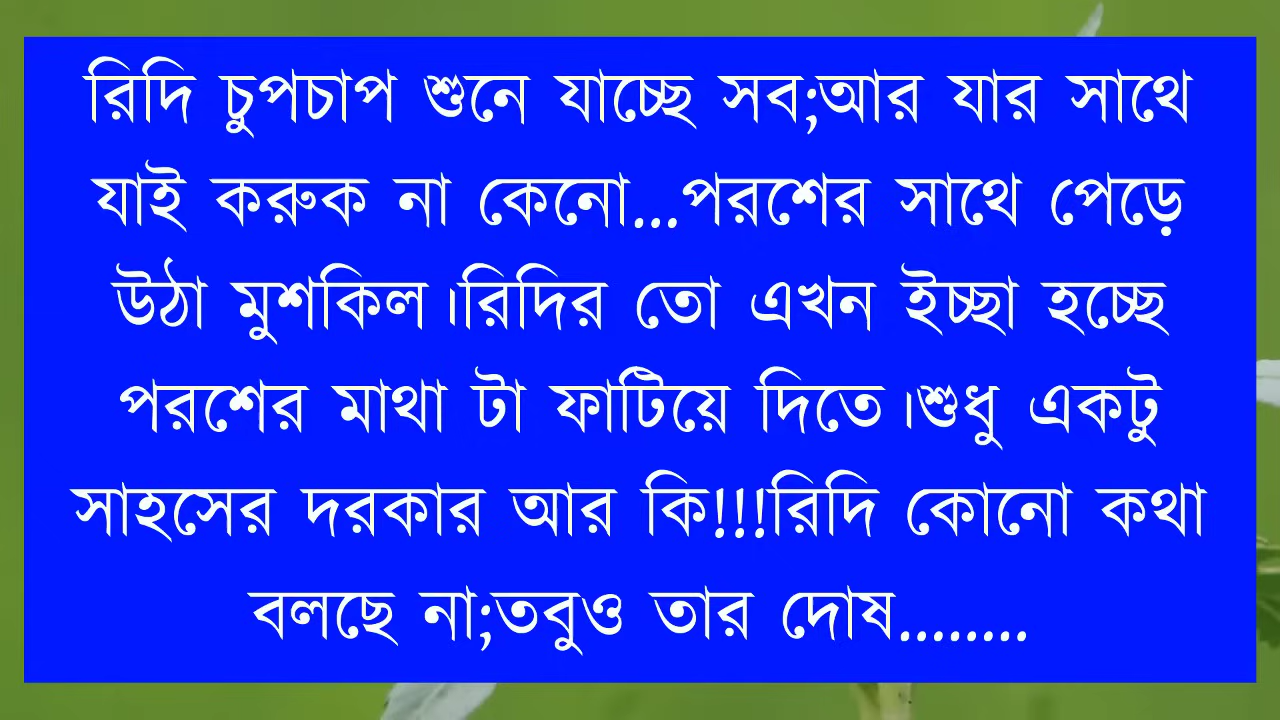 রিদি চুপচাপ শুনে যাচ্ছে সব;আর যার সাথে
যাই করুক না কেনো...পরশের সাথে পেড়ে
উঠা মুশকিল।রিদির তো এখন ইচ্ছা হচ্ছে
পরশের মাথা টা ফাটিয়ে দিতে।শুধু একটু
সাহসের দরকার আর কি!!!রিদি কোনো কথা
বলছে না;তবুও তার দোষ........